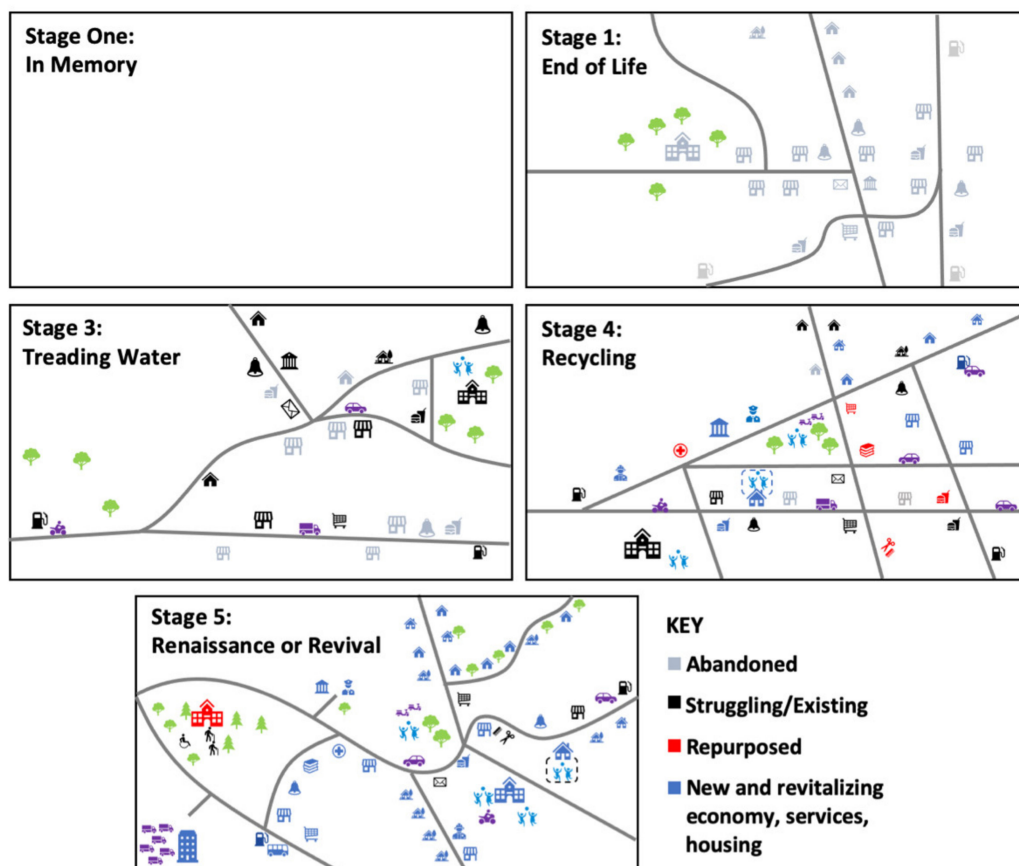 Stage One:
In Memory
Stage 1:
End of Life
Stage 3:
Treading Water
Stage 4:
Recycling
Stage 5:
Renaissance or Revival
KEY
Abandoned
Struggling/Existing
Repurposed
New and revitalizing
economy, services,
housing